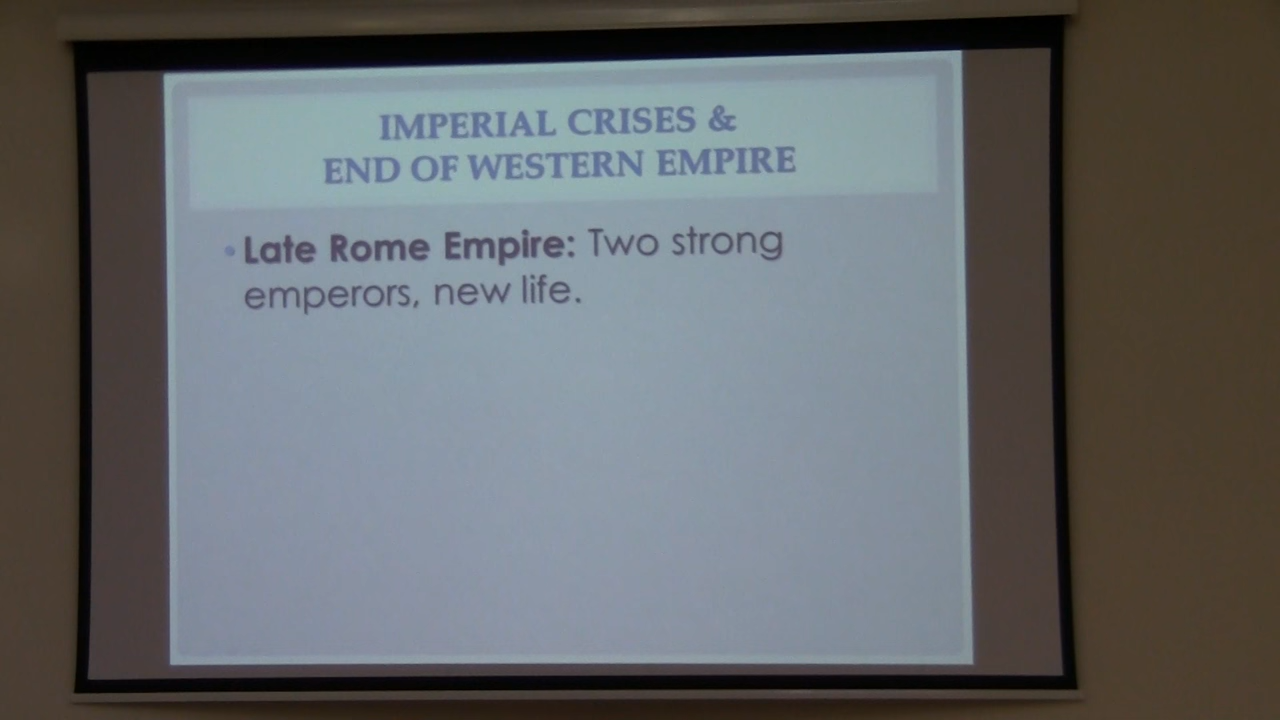 IMPERIAL CRISES &
END OF WESTERN EMPIRE
• Late Rome Empire: Two strong
emperors, new life.